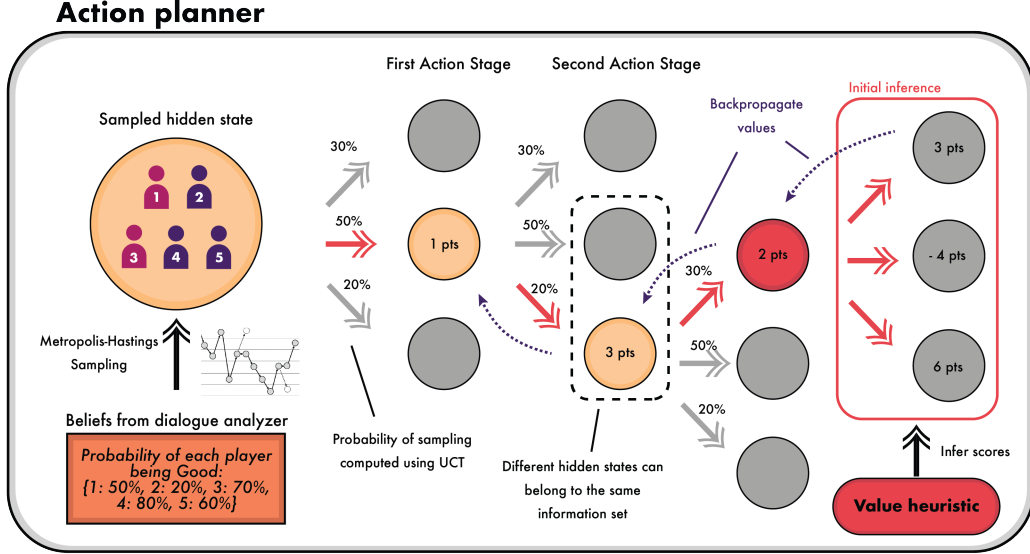 Action planner
First Action Stage
Second Action Stage
Sampled hidden state
1
2
3
4
5
Metropolis-Hastings
Sampling
Beliefs from dialogue analyzer
Probability of each player
being Good:
{1: 50%, 2: 20%, 3: 70%,
4: 80%, 5: 60%}
30%
50%
20%
1 pts
Probability of sampling
computed using UCT
30%
50%
20%
3 pts
Different hidden states can
belong to the same
information set
Backpropagate
values
30%
50%
20%
2 pts
Initial inference
3 pts
- 4 pts
6 pts
Infer scores
Value heuristic